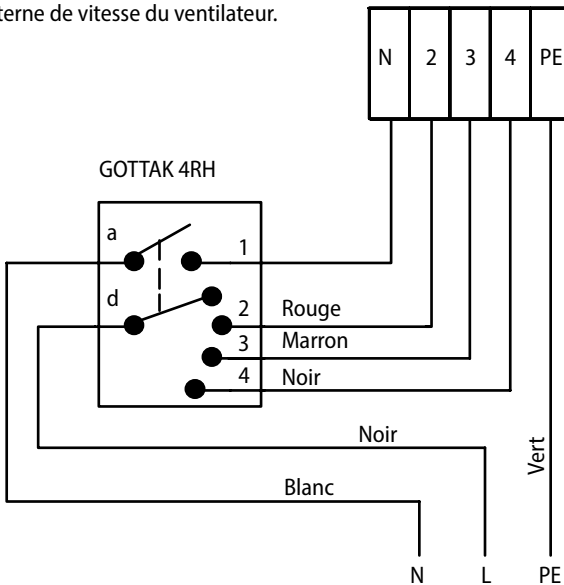 terne de vitesse du ventilateur.
N 2 3 4 PE
GOTTAK 4RH
a
1
d
2 Rouge
3 Marron
4 Noir
Noir
Vert
Blanc
N L PE